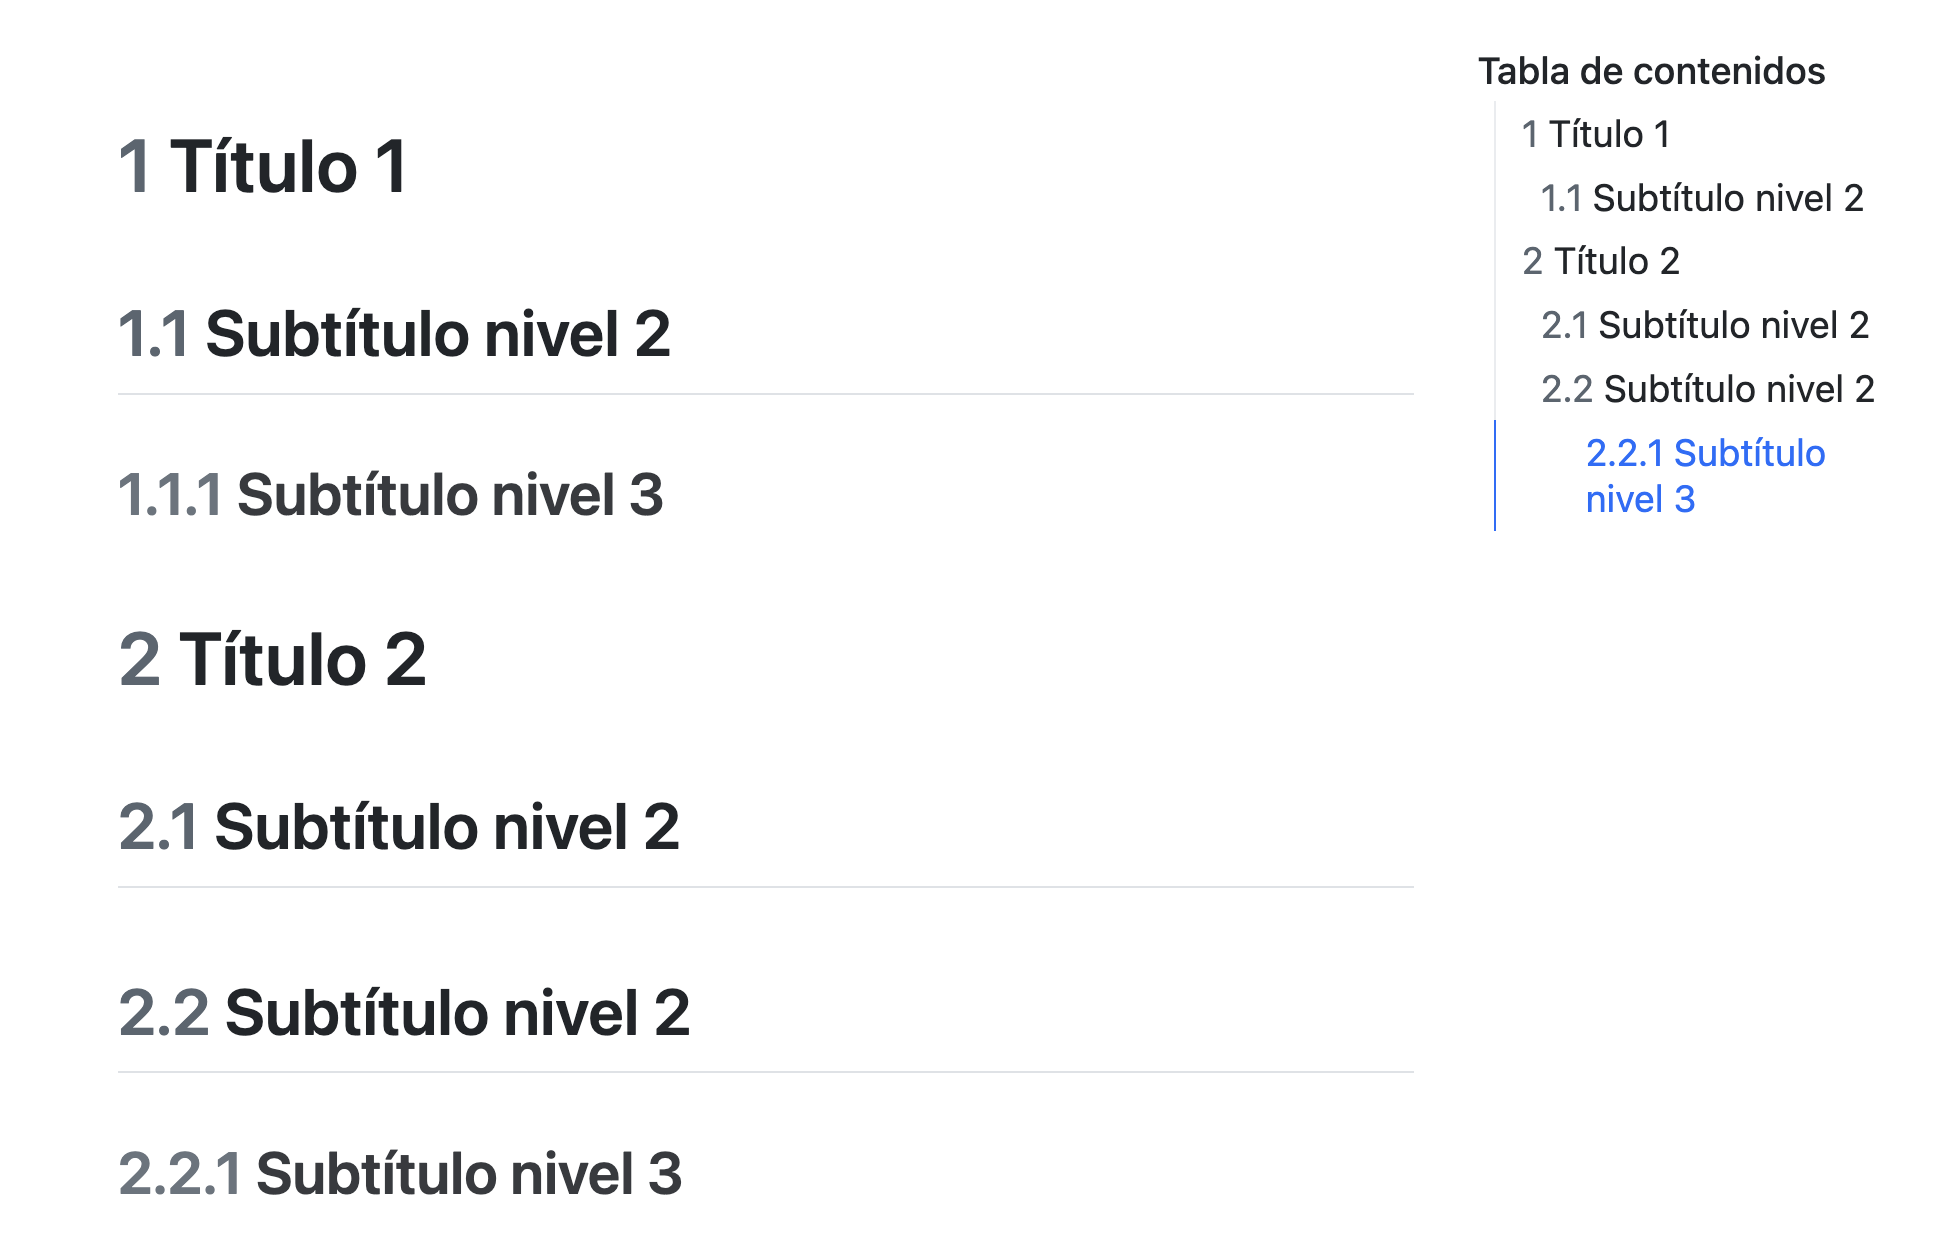 1 Título 1
1.1 Subtítulo nivel 2
1.1.1 Subtítulo nivel 3
2 Título 2
2.1 Subtítulo nivel 2
2.2 Subtítulo nivel 2
2.2.1 Subtítulo nivel 3
Tabla de contenidos
1 Título 1
1.1 Subtítulo nivel 2
2 Título 2
2.1 Subtítulo nivel 2
2.2 Subtítulo nivel 2
2.2.1 Subtítulo
nivel 3